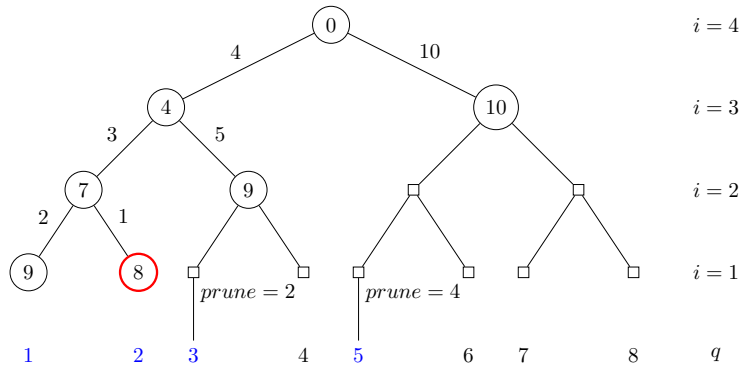 0 i = 4
4 10
4 10 i = 3
3 5
7 9 i = 2
2 1
9 8 i = 1
prune = 2 prune = 4
1 2 3 4 5 6 7 8 q